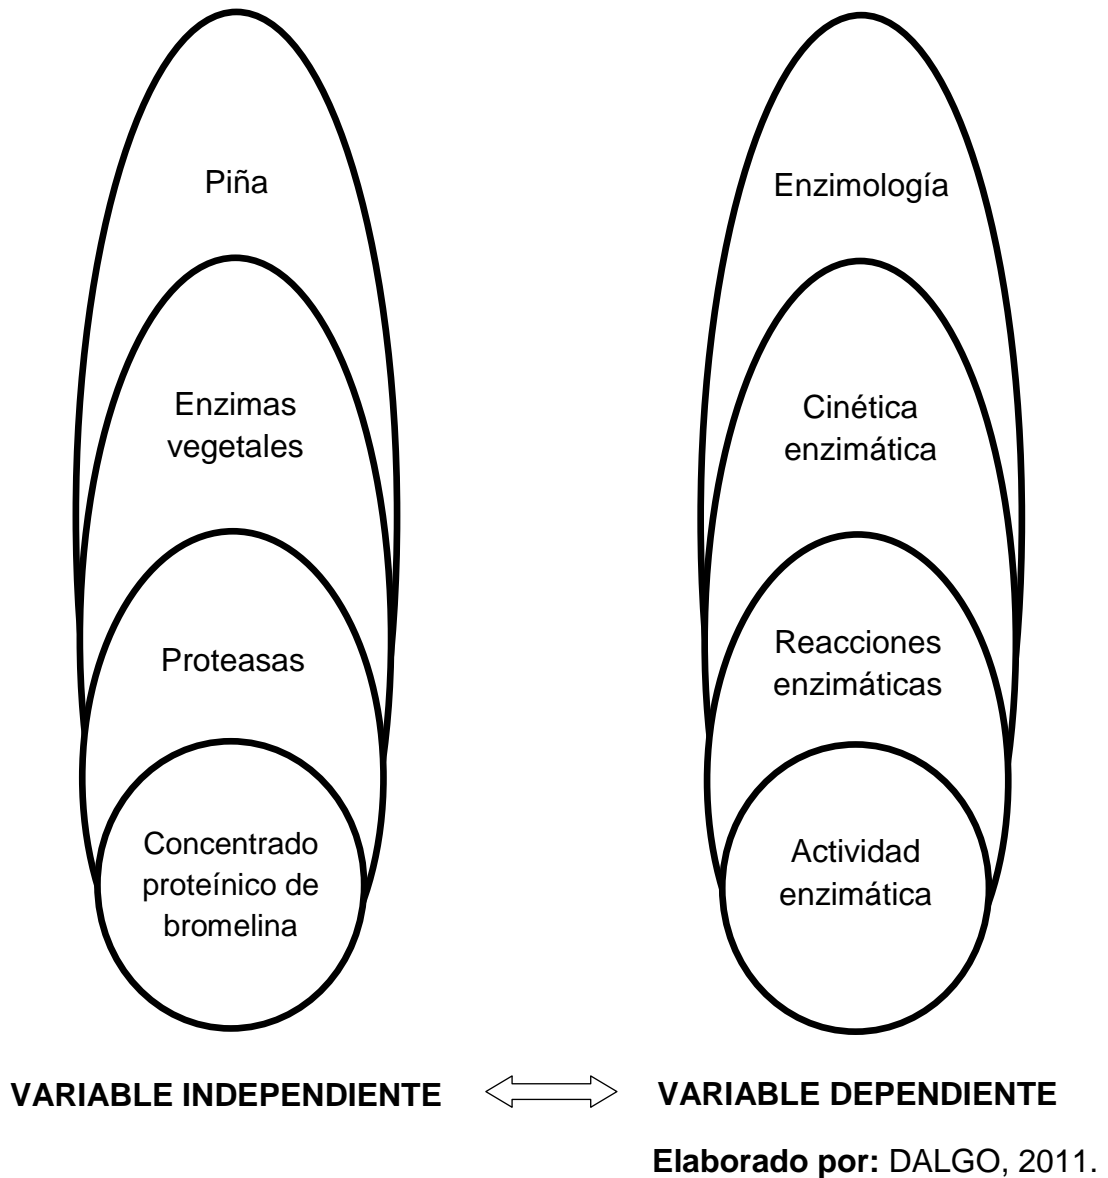 Piña
Enzimas
vegetales
Proteasas
Concentrado
proteínico de
bromelina
Enzimología
Cinética
enzimática
Reacciones
enzimáticas
Actividad
enzimática
VARIABLE INDEPENDIENTE
VARIABLE DEPENDIENTE
Elaborado por: DALGO, 2011.